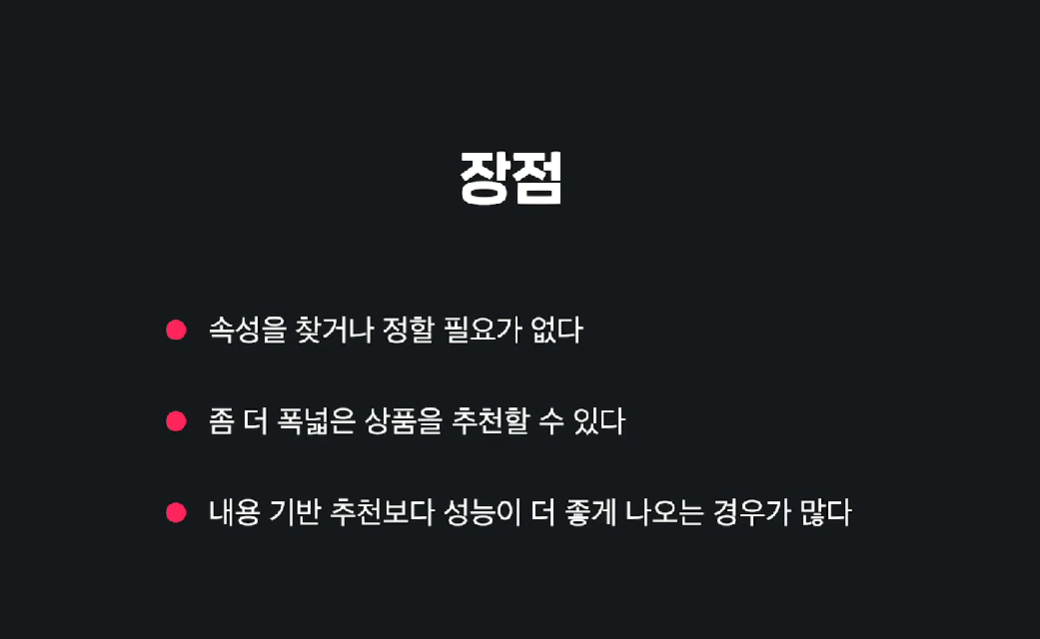 장점
속성을 찾거나 정할 필요가 없다
좀 더 폭넓은 상품을 추천할 수 있다
내용 기반 추천보다 성능이 더 좋게 나오는 경우가 많다